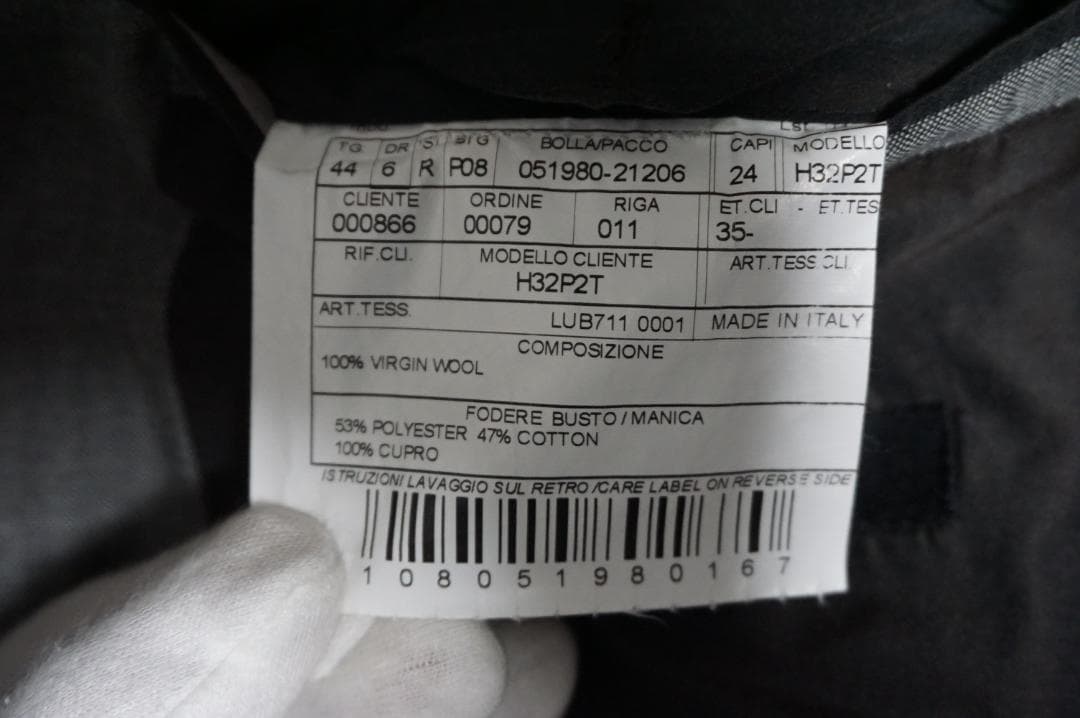 TG. DR S BI G BOLLA/PACCO CAPI MODELLO
44 6 R P08 051980-21206 24 H32P2T
CLIENTE ORDINE RIGA ET.CLI - ET.TES
000866 00079 011 35-
RIF.CLI. MODELLO CLIENTE ART.TESS CLI
H32P2T
ART.TESS. LUB711 0001 MADE IN ITALY
COMPOSIZIONE
100% VIRGIN WOOL
FODERE BUSTO/MANICA
53% POLYESTER 47% COTTON
100% CUPRO
ISTRUZIONI LAVAGGIO SUL RETRO/CARE LABEL ON REVERSE SIDE
1 0 8 0 5 1 9 8 0 1 6 7